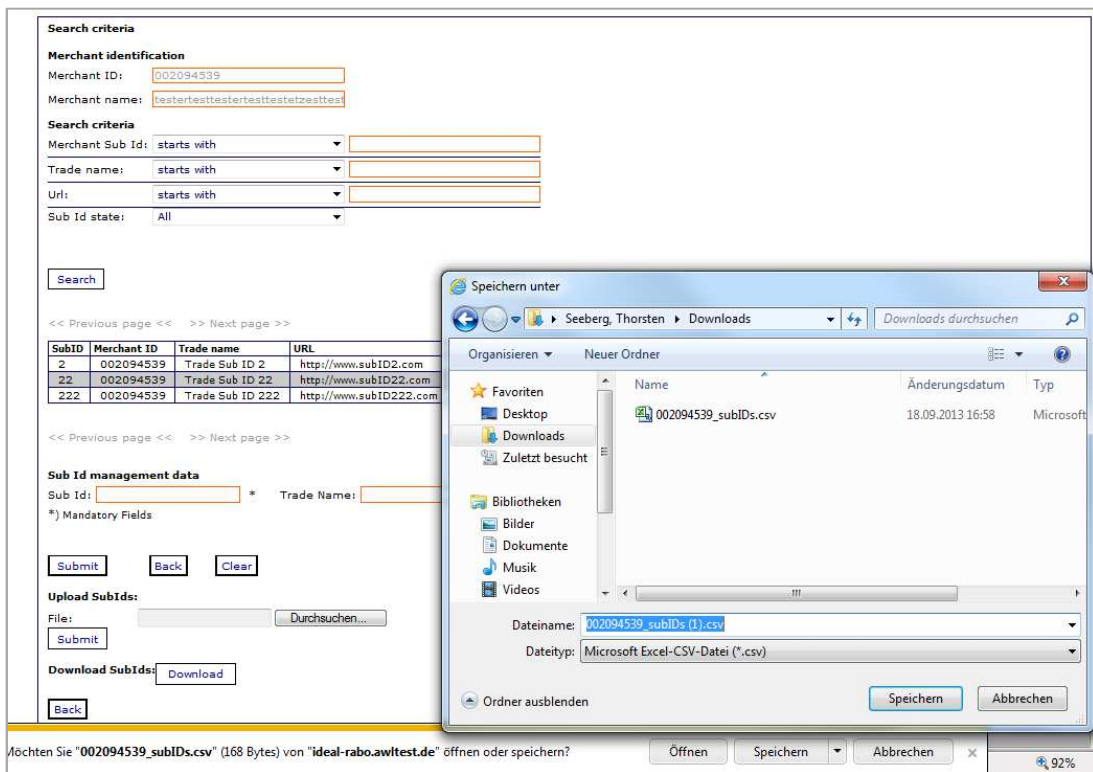 Search criteria
Merchant identification
Merchant ID: 002094539
Merchant name: testertesttestertesttestetzesttest
Search criteria
Merchant Sub Id: starts with
Trade name: starts with
Url: starts with
Sub Id state: All
Search
<< Previous page << >> Next page >>
SubID Merchant ID Trade name URL
2 002094539 Trade Sub ID 2 http://www.subID2.com
22 002094539 Trade Sub ID 22 http://www.subID22.com
222 002094539 Trade Sub ID 222 http://www.subID222.com
<< Previous page << >> Next page >>
Sub Id management data
Sub Id: * Trade Name:
*) Mandatory Fields
Submit Back Clear
Upload SubIds:
File: Durchsuchen...
Submit
Download SubIds: Download
Back
Speichern unter
Seeberg, Thorsten Downloads Downloads durchsuchen
Organisieren Neuer Ordner
Favoriten
Desktop
Downloads
Zuletzt besucht
Bibliotheken
Bilder
Dokumente
Musik
Videos
Name Änderungsdatum Typ
002094539_subIDs.csv 18.09.2013 16:58 Microsoft
Dateiname: 002094539_subIDs (1).csv
Dateityp: Microsoft Excel-CSV-Datei (*.csv)
Ordner ausblenden Speichern Abbrechen
Möchten Sie "002094539_subIDs.csv" (168 Bytes) von "ideal-rabo.awltest.de" öffnen oder speichern? Öffnen Speichern Abbrechen
92%